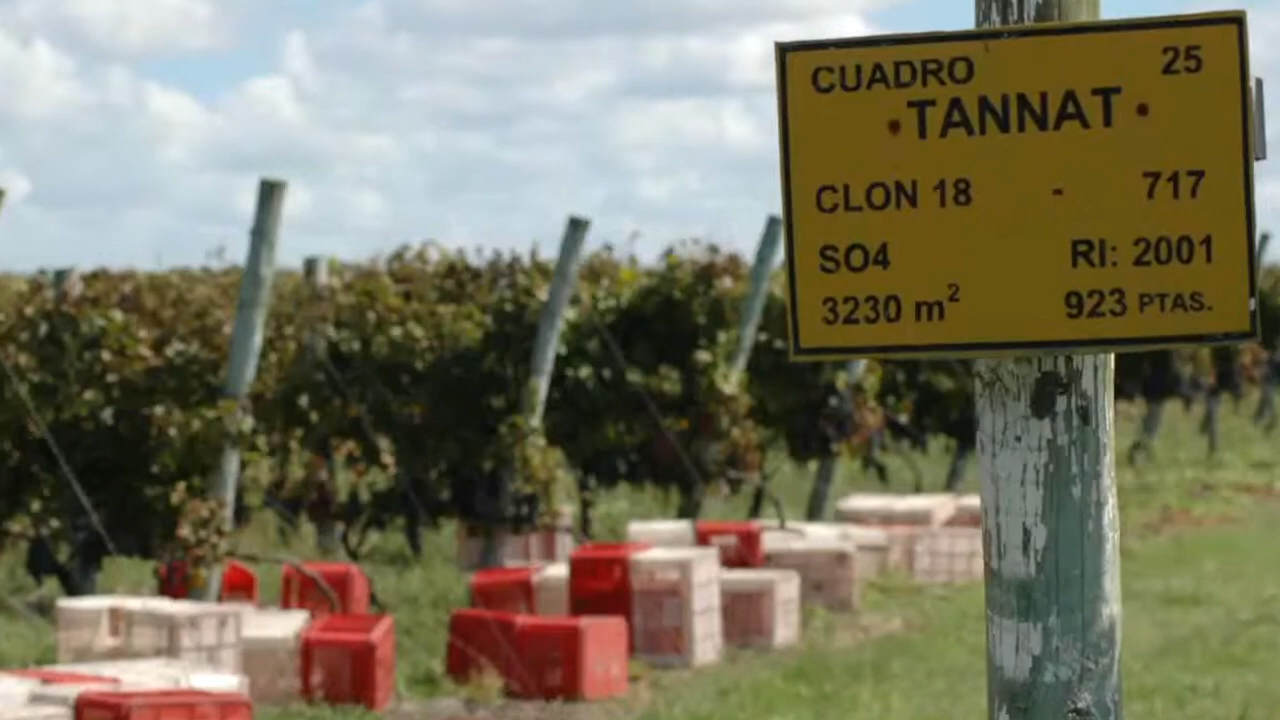 CUADRO 25
TANNAT
CLON 18 - 717
SO4 RI: 2001
3230 m² 923 PTAS.